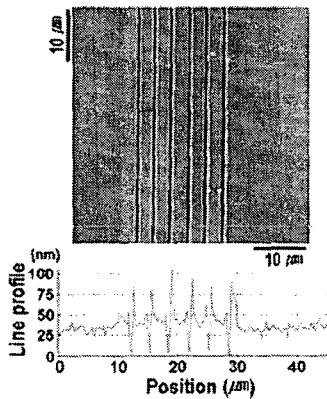 10 μm
10 μm
Line profile
(nm)
100
75
50
25
0
0 10 20 30 40
Position (μm)